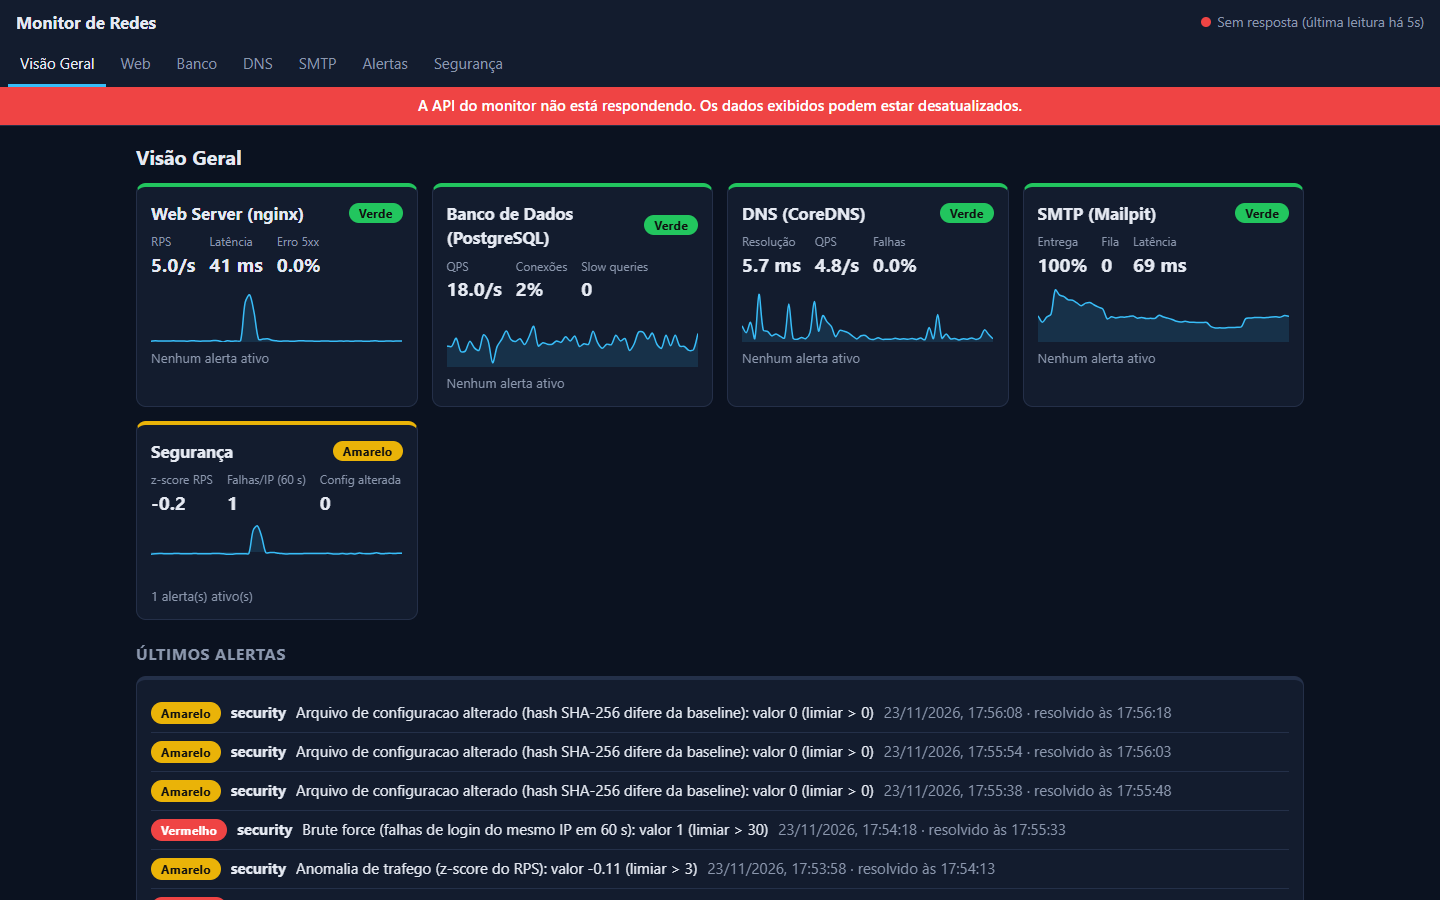 Monitor de Redes
Sem resposta (última leitura há 5s)
Visão Geral Web Banco DNS SMTP Alertas Segurança
A API do monitor não está respondendo. Os dados exibidos podem estar desatualizados.
Visão Geral
Web Server (nginx) Verde
RPS Latência Erro 5xx
5.0/s 41 ms 0.0%
Nenhum alerta ativo
Banco de Dados (PostgreSQL) Verde
QPS Conexões Slow queries
18.0/s 2% 0
Nenhum alerta ativo
DNS (CoreDNS) Verde
Resolução QPS Falhas
5.7 ms 4.8/s 0.0%
Nenhum alerta ativo
SMTP (Mailpit) Verde
Entrega Fila Latência
100% 0 69 ms
Nenhum alerta ativo
Segurança Amarelo
z-score RPS Falhas/IP (60 s) Config alterada
-0.2 1 0
1 alerta(s) ativo(s)
ÚLTIMOS ALERTAS
Amarelo security Arquivo de configuracao alterado (hash SHA-256 difere da baseline): valor 0 (limiar > 0) 23/11/2026, 17:56:08 · resolvido às 17:56:18
Amarelo security Arquivo de configuracao alterado (hash SHA-256 difere da baseline): valor 0 (limiar > 0) 23/11/2026, 17:55:54 · resolvido às 17:56:03
Amarelo security Arquivo de configuracao alterado (hash SHA-256 difere da baseline): valor 0 (limiar > 0) 23/11/2026, 17:55:38 · resolvido às 17:55:48
Vermelho security Brute force (falhas de login do mesmo IP em 60 s): valor 1 (limiar > 30) 23/11/2026, 17:54:18 · resolvido às 17:55:33
Amarelo security Anomalia de trafego (z-score do RPS): valor -0.11 (limiar > 3) 23/11/2026, 17:53:58 · resolvido às 17:54:13